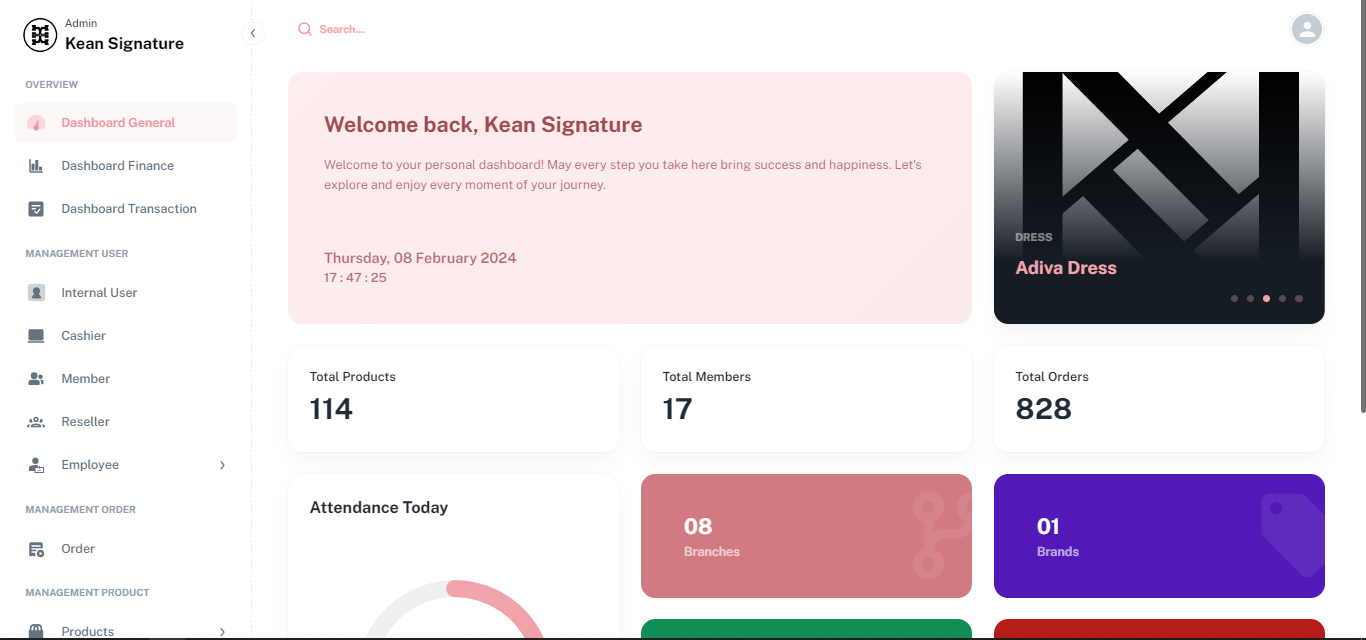 Admin
Kean Signature
OVERVIEW
Dashboard General
Dashboard Finance
Dashboard Transaction
MANAGEMENT USER
Internal User
Cashier
Member
Reseller
Employee
MANAGEMENT ORDER
Order
MANAGEMENT PRODUCT
Products
Search...
Welcome back, Kean Signature
Welcome to your personal dashboard! May every step you take here bring success and happiness. Let's
explore and enjoy every moment of your journey.
Thursday, 08 February 2024
17 : 47 : 25
DRESS
Adiva Dress
Total Products
114
Total Members
17
Total Orders
828
Attendance Today
08
Branches
01
Brands